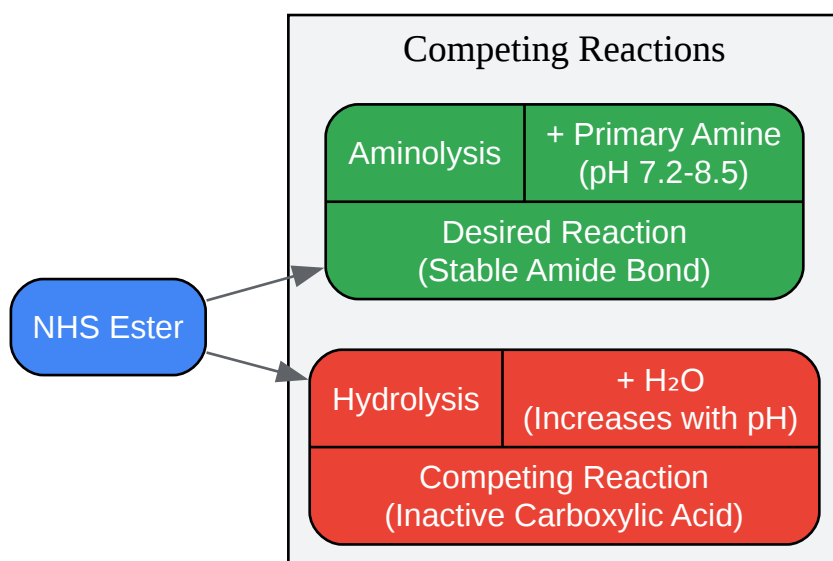 Competing Reactions
Aminolysis
+ Primary Amine
(pH 7.2-8.5)
Desired Reaction
(Stable Amide Bond)
NHS Ester
Hydrolysis
+ H₂O
(Increases with pH)
Competing Reaction
(Inactive Carboxylic Acid)